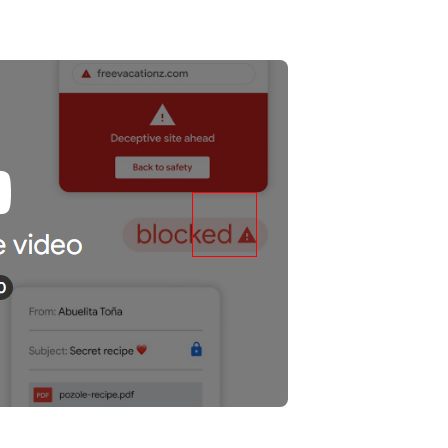 freevacationz.com
Deceptive site ahead
Back to safety
video
blocked
From: Abuelita Toña
Subject: Secret recipe ❤️
PDF pozole-recipe.pdf